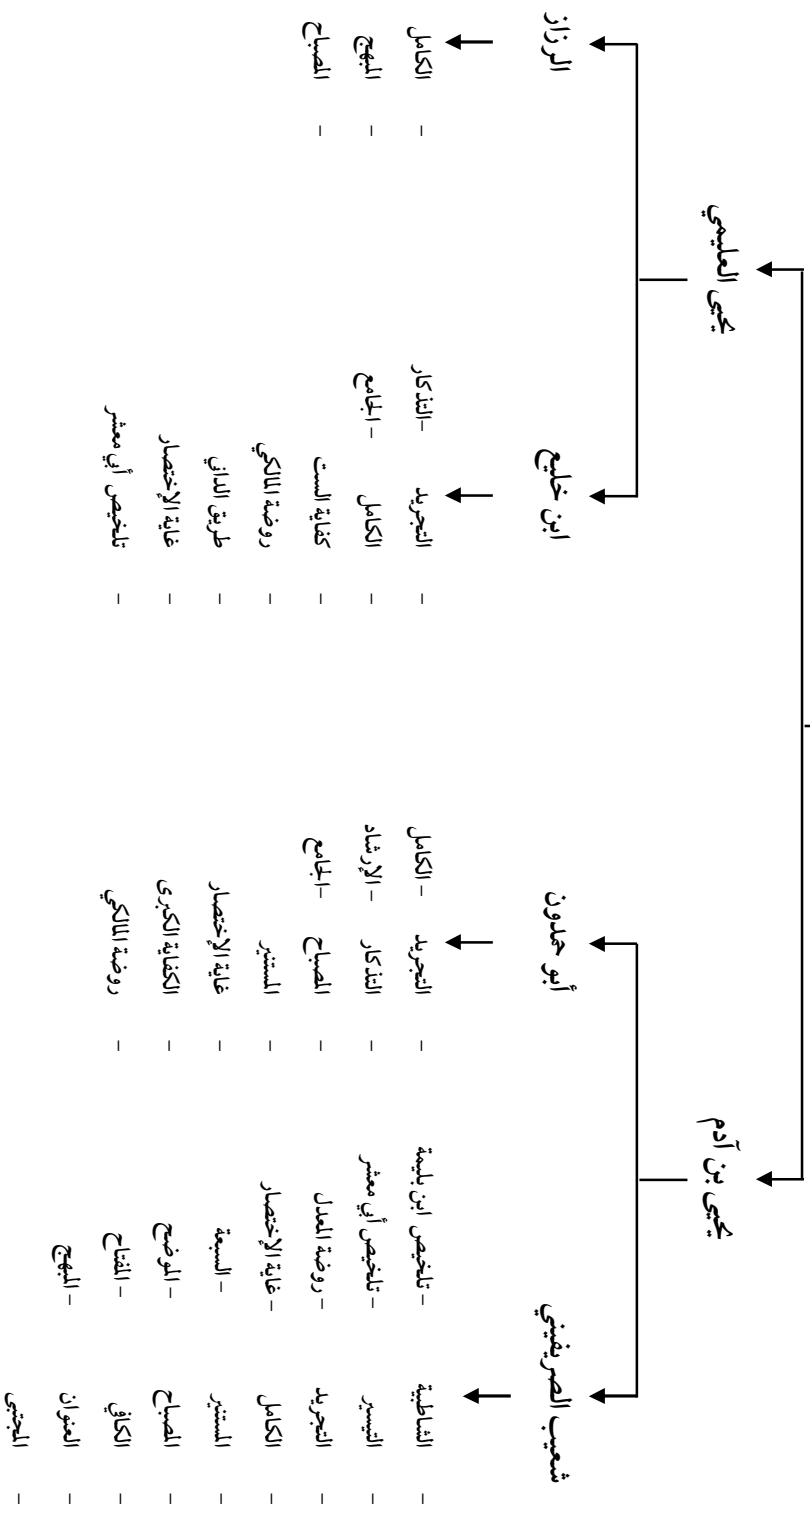 يحيى بن آدم
يحيى العليمي
شعيب الصريفيني
أبو حمدون
ابن خليع
الرزاز
- الشاطبية - تلخيص ابن بليمة
- التيسير - تلخيص أبي معشر
- التجريد - روضة المعدل
- الكامل - غاية الإختصار
- المستنير - السبعة
- المصباح - الموضح
- الكافي - المفتاح
- العنوان - المبهج
- المجتبى
- التجريد - الكامل
- التذكار - الإرشاد
- المصباح - الجامع
- المستنير
- غاية الإختصار
- الكفاية الكبرى
- روضة المالكي
- التجريد -التذكار
- الكامل - الجامع
- كفاية الست
- روضة المالكي
- طريق الداني
- غاية الإختصار
- تلخيص أبي معشر
- الكامل
- المبهج
- المصباح